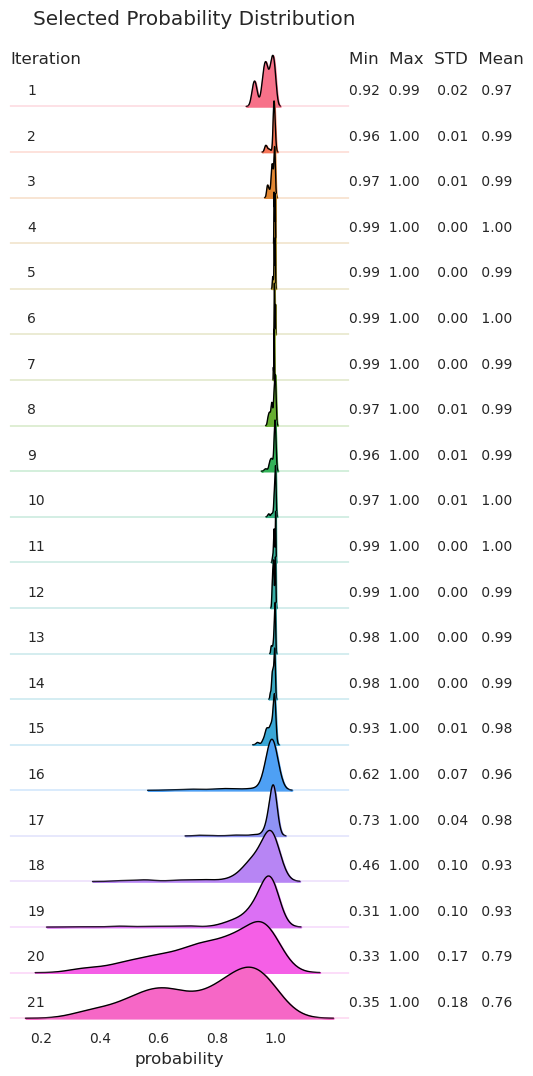 Selected Probability Distribution
Iteration Min Max STD Mean
1 0.92 0.99 0.02 0.97
2 0.96 1.00 0.01 0.99
3 0.97 1.00 0.01 0.99
4 0.99 1.00 0.00 1.00
5 0.99 1.00 0.00 0.99
6 0.99 1.00 0.00 1.00
7 0.99 1.00 0.00 0.99
8 0.97 1.00 0.01 0.99
9 0.96 1.00 0.01 0.99
10 0.97 1.00 0.01 1.00
11 0.99 1.00 0.00 1.00
12 0.99 1.00 0.00 0.99
13 0.98 1.00 0.00 0.99
14 0.98 1.00 0.00 0.99
15 0.93 1.00 0.01 0.98
16 0.62 1.00 0.07 0.96
17 0.73 1.00 0.04 0.98
18 0.46 1.00 0.10 0.93
19 0.31 1.00 0.10 0.93
20 0.33 1.00 0.17 0.79
21 0.35 1.00 0.18 0.76
0.2 0.4 0.6 0.8 1.0
probability